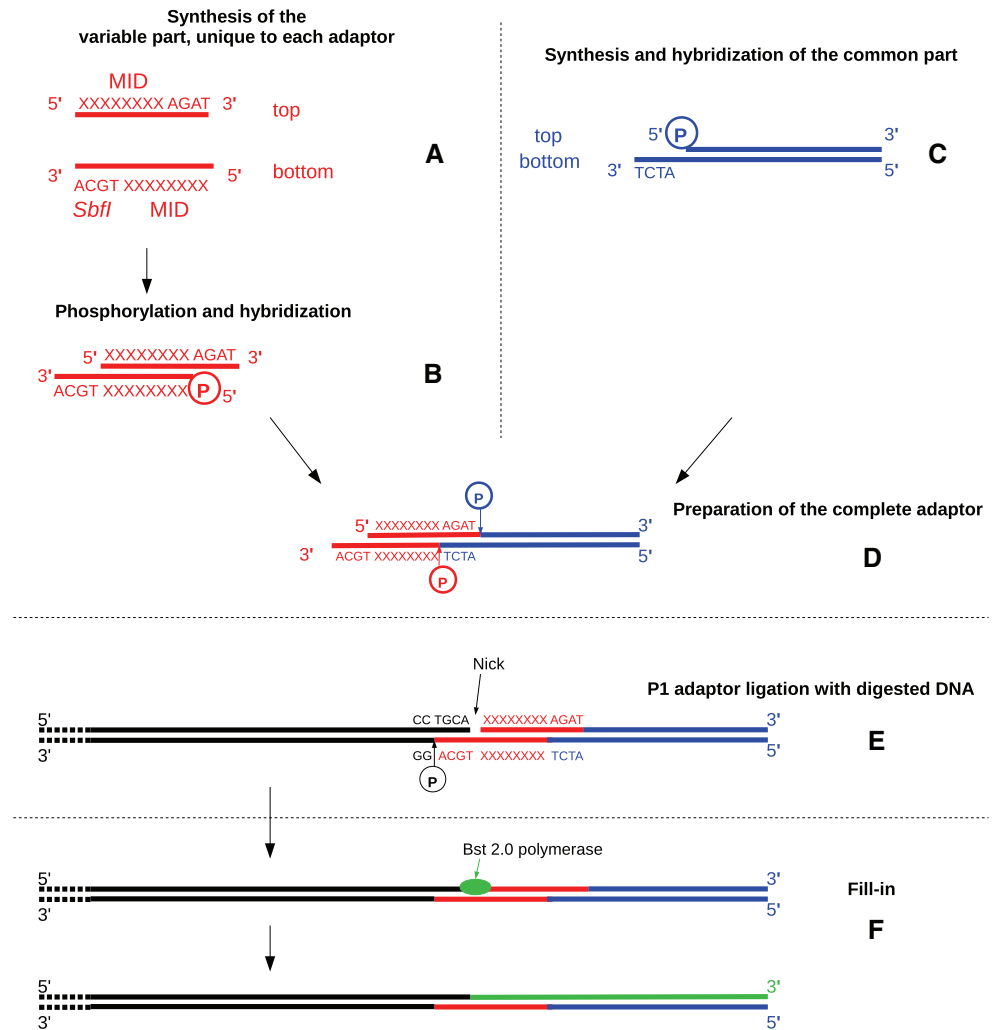 Synthesis of the
variable part, unique to each adaptor
MID
5' XXXXXXXX AGAT 3' top
3' 5' bottom
ACGT XXXXXXXX
SbfI MID
A
Synthesis and hybridization of the common part
top 5' P 3'
bottom 3' TCTA 5'
C
Phosphorylation and hybridization
5' XXXXXXXX AGAT 3'
3'
ACGT XXXXXXXX P 5'
B
Preparation of the complete adaptor
P
5' XXXXXXXX AGAT 3'
3' ACGT XXXXXXXX TCTA 5'
P
D
Nick
P1 adaptor ligation with digested DNA
5' CC TGCA XXXXXXXX AGAT 3'
3' GG ACGT XXXXXXXX TCTA 5'
P
E
Bst 2.0 polymerase
5' 3'
3' 5'
Fill-in
F
5' 3'
3' 5'